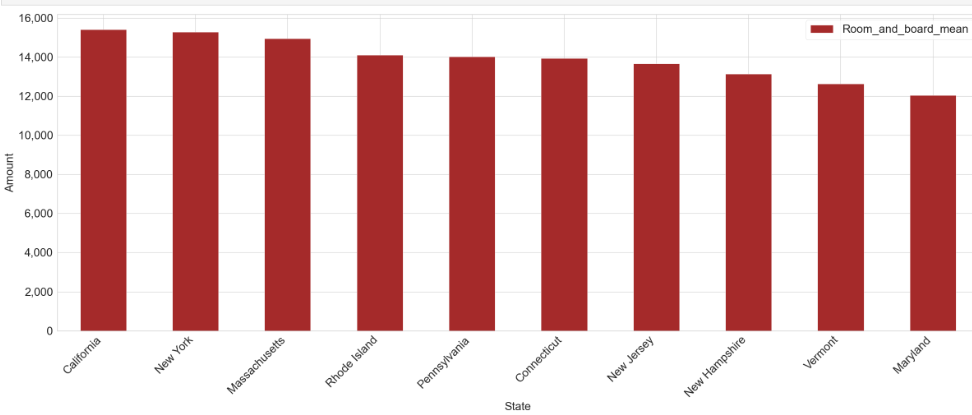 16,000
Room_and_board_mean
14,000
12,000
10,000
8,000
6,000
4,000
2,000
0
Amount
California
New York
Massachusetts
Rhode Island
Pennsylvania
Connecticut
New Jersey
New Hampshire
Vermont
Maryland
State